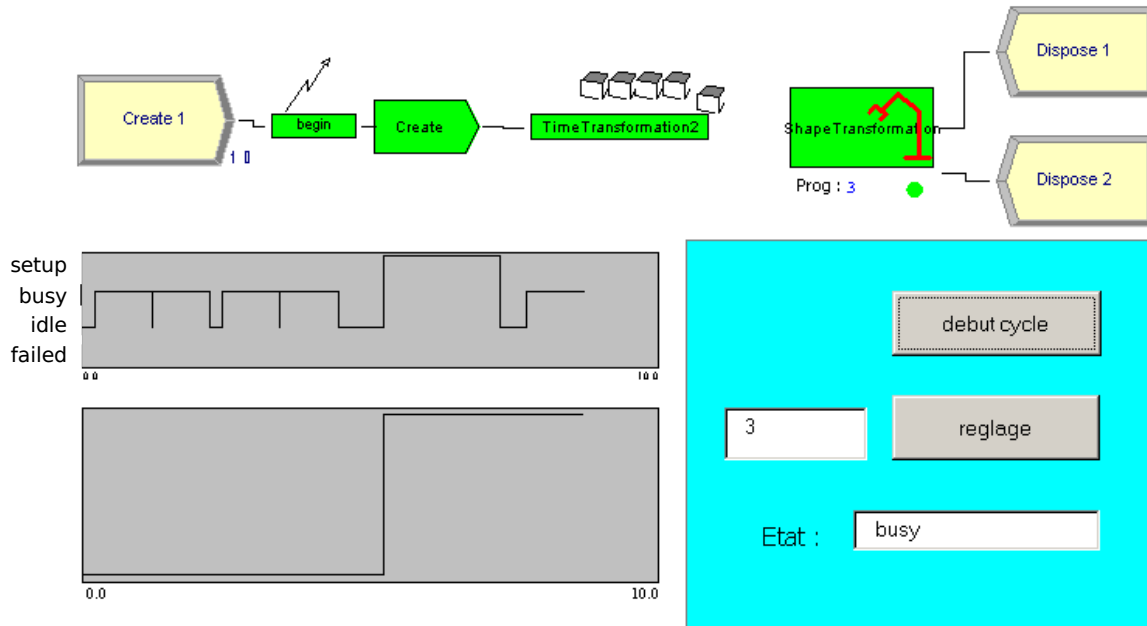 Dispose 1
Create 1
begin
Create
TimeTransformation2
ShapeTransformation
1 0
Prog : 3
Dispose 2
setup
busy
idle
failed
0.0
10.0
debut cycle
3
reglage
Etat :
busy
0.0
10.0